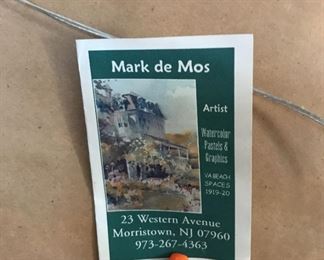 Mark de Mos
Artist
Watercolor
Pastels &
Graphics
VA BEACH
SPACES
1919-20
23 Western Avenue
Morristown, NJ 07960
973-267-4363